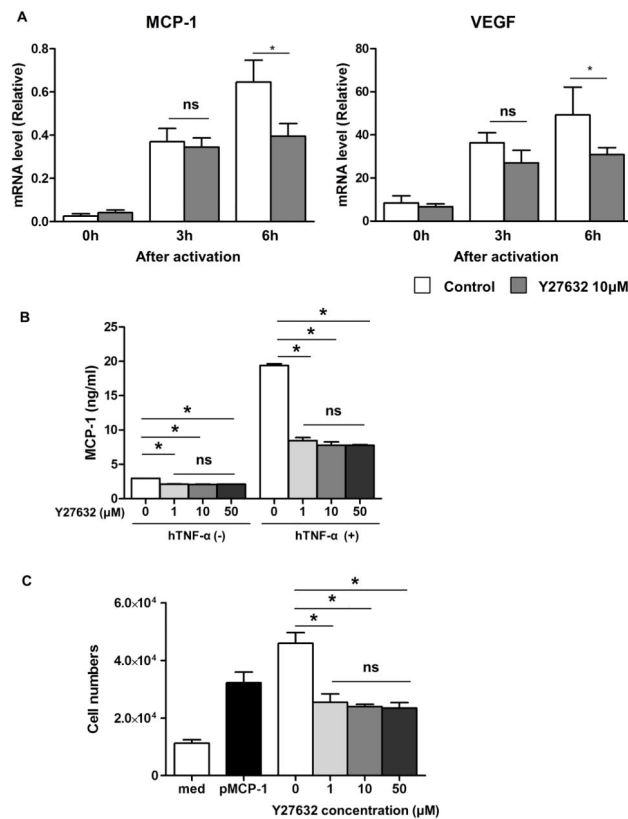 A
MCP-1
VEGF
mRNA level (Relative)
0.8
0.6
0.4
0.2
0.0
ns
*
0h
3h
6h
After activation
mRNA level (Relative)
80
60
40
20
0
ns
*
0h
3h
6h
After activation
Control
Y27632 10μM
B
MCP-1 (ng/ml)
25
20
15
10
5
0
*
*
*
ns
*
*
*
ns
Y27632 (μM)
0 1 10 50 0 1 10 50
hTNF-α (-)
hTNF-α (+)
C
Cell numbers
6.0×10⁴
4.0×10⁴
2.0×10⁴
0
*
*
*
ns
med pMCP-1 0 1 10 50
Y27632 concentration (μM)